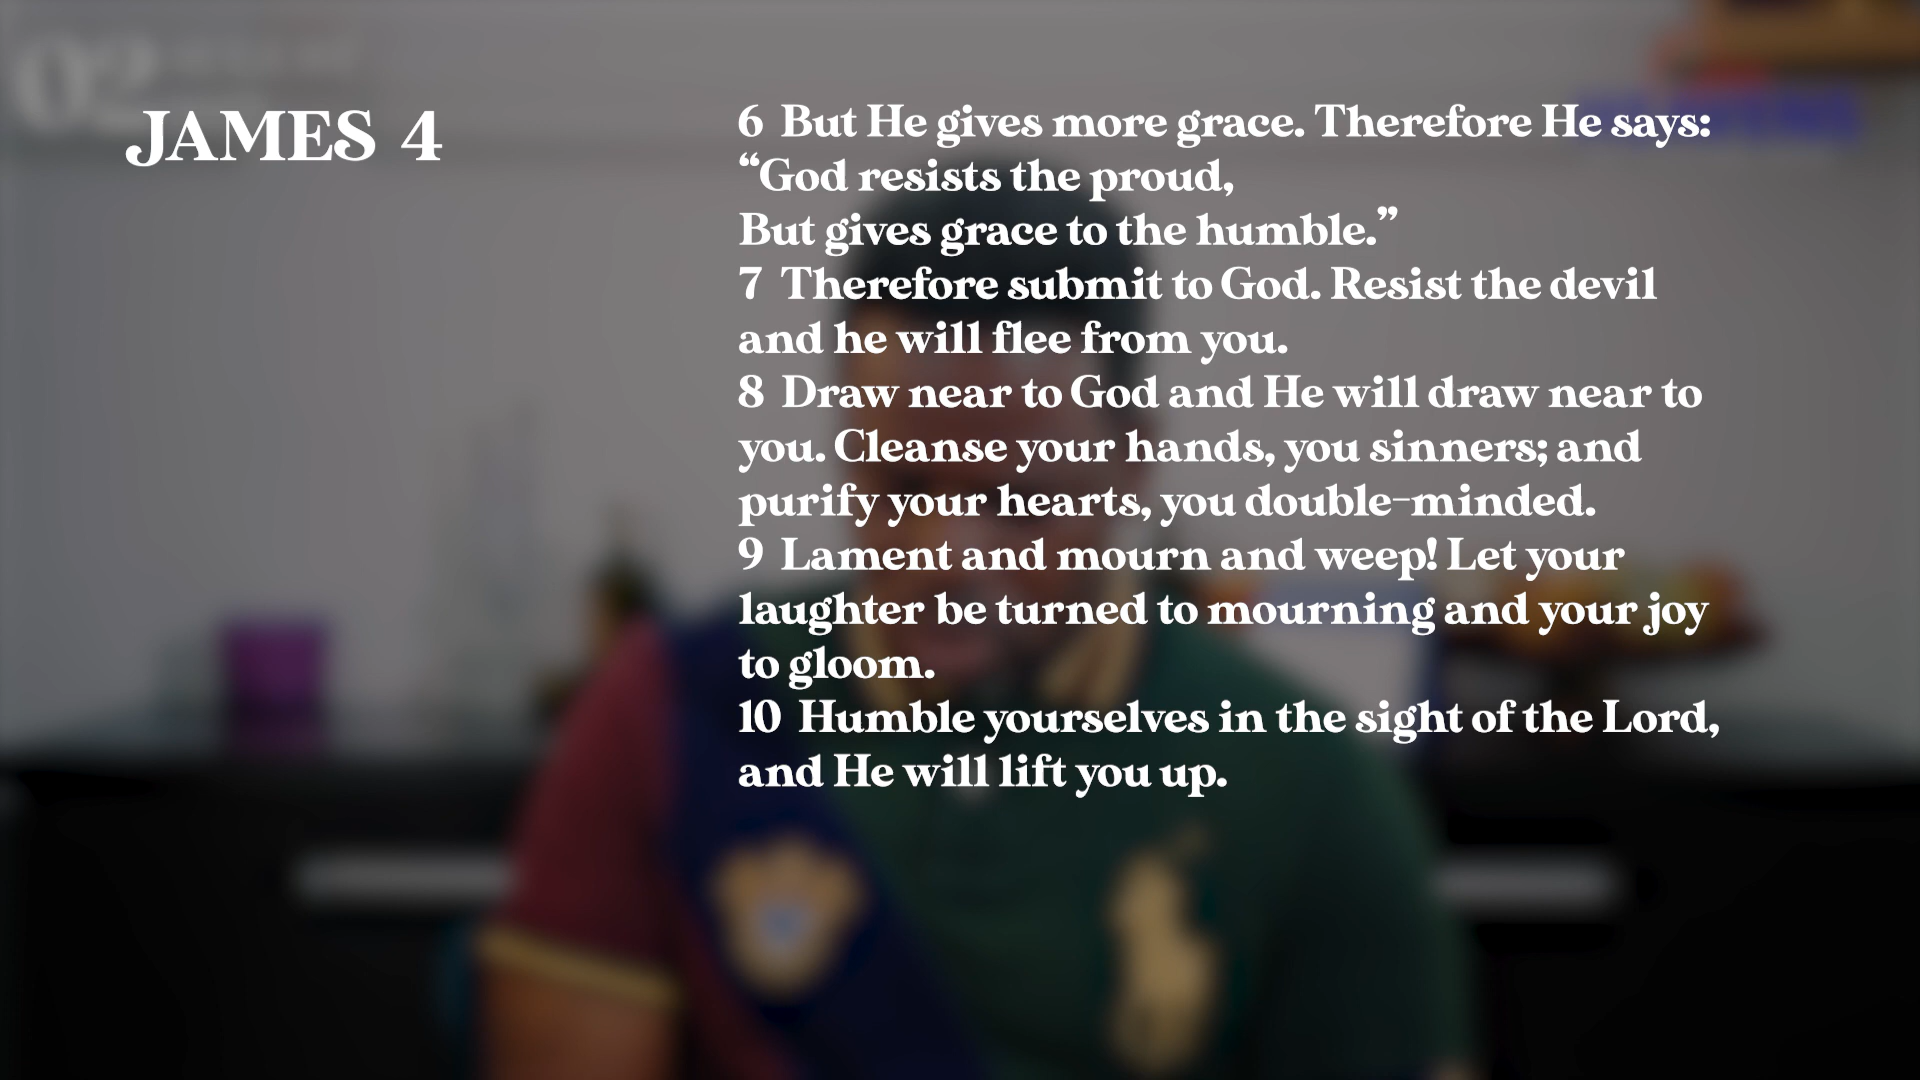 02
JAMES 4
6 But He gives more grace. Therefore He says:
“God resists the proud,
But gives grace to the humble.”
7 Therefore submit to God. Resist the devil
and he will flee from you.
8 Draw near to God and He will draw near to
you. Cleanse your hands, you sinners; and
purify your hearts, you double-minded.
9 Lament and mourn and weep! Let your
laughter be turned to mourning and your joy
to gloom.
10 Humble yourselves in the sight of the Lord,
and He will lift you up.